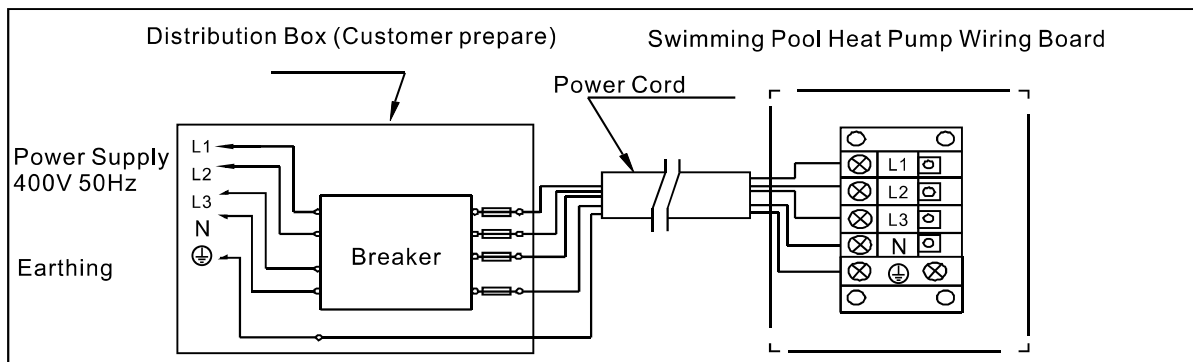 Distribution Box (Customer prepare)
Swimming Pool Heat Pump Wiring Board
Power Cord
Power Supply
400V 50Hz
Earthing
L1
L2
L3
N
Breaker
L1
L2
L3
N